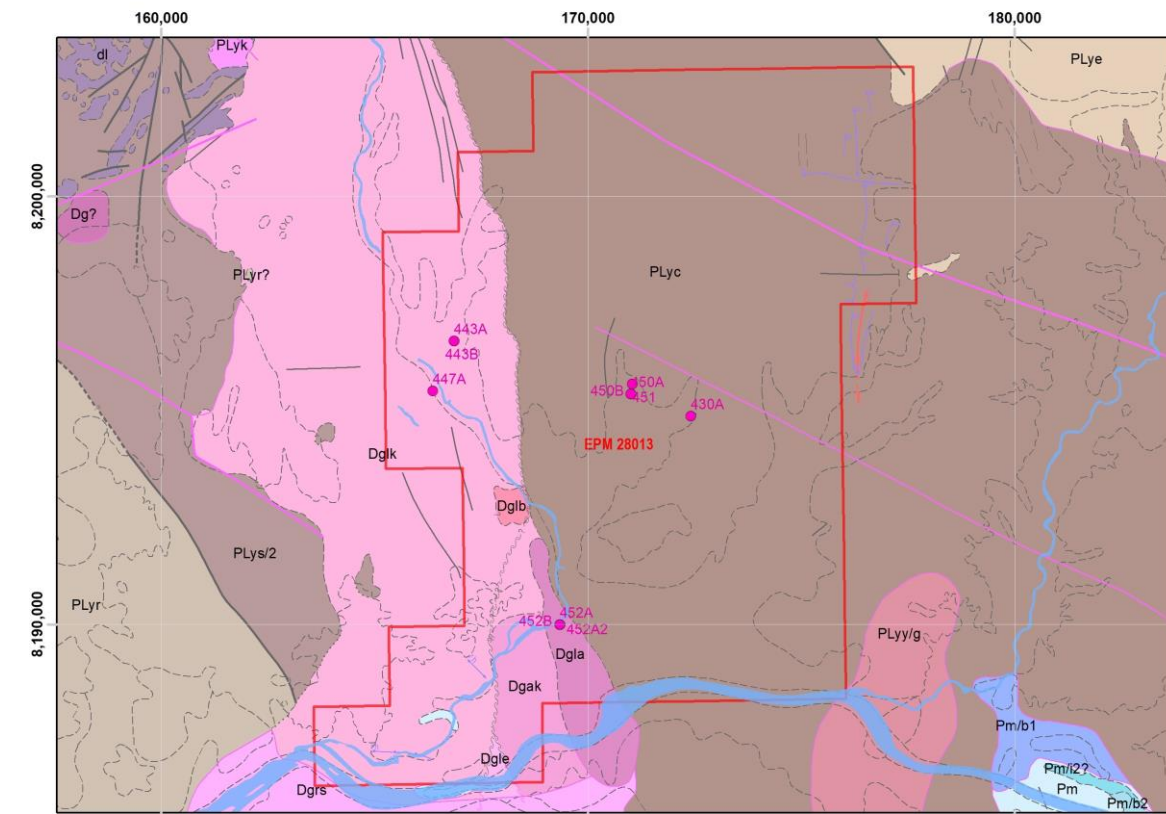 160,000
170,000
180,000
PLyk
dl
PLye
8,200,000
Dg?
PLyr?
PLyc
443A
443B
447A
450A
450B
451
430A
EPM 28013
Dglk
Dglb
PLys/2
PLyr
8,190,000
452A
452B
452A2
PLyy/g
Dgla
Dgak
Pm/b1
Dgle
Pm/i2?
Dgrs
Pm
Pm/b2